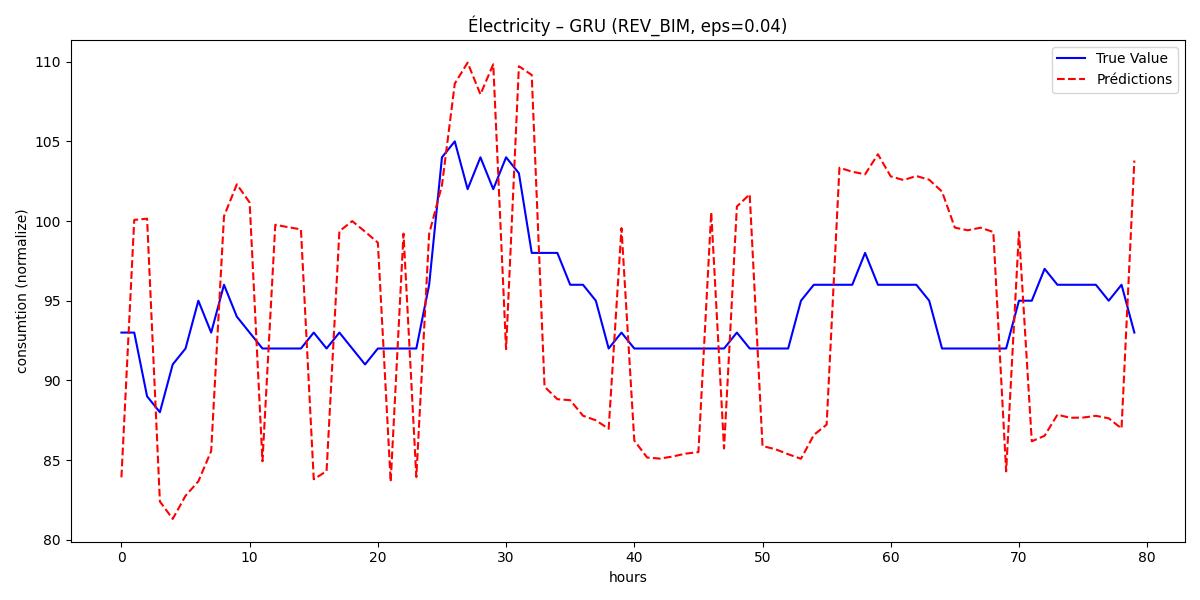 Électricity – GRU (REV_BIM, eps=0.04)
True Value
Prédictions
consumtion (normalize)
110
105
100
95
90
85
80
0 10 20 30 40 50 60 70 80
hours